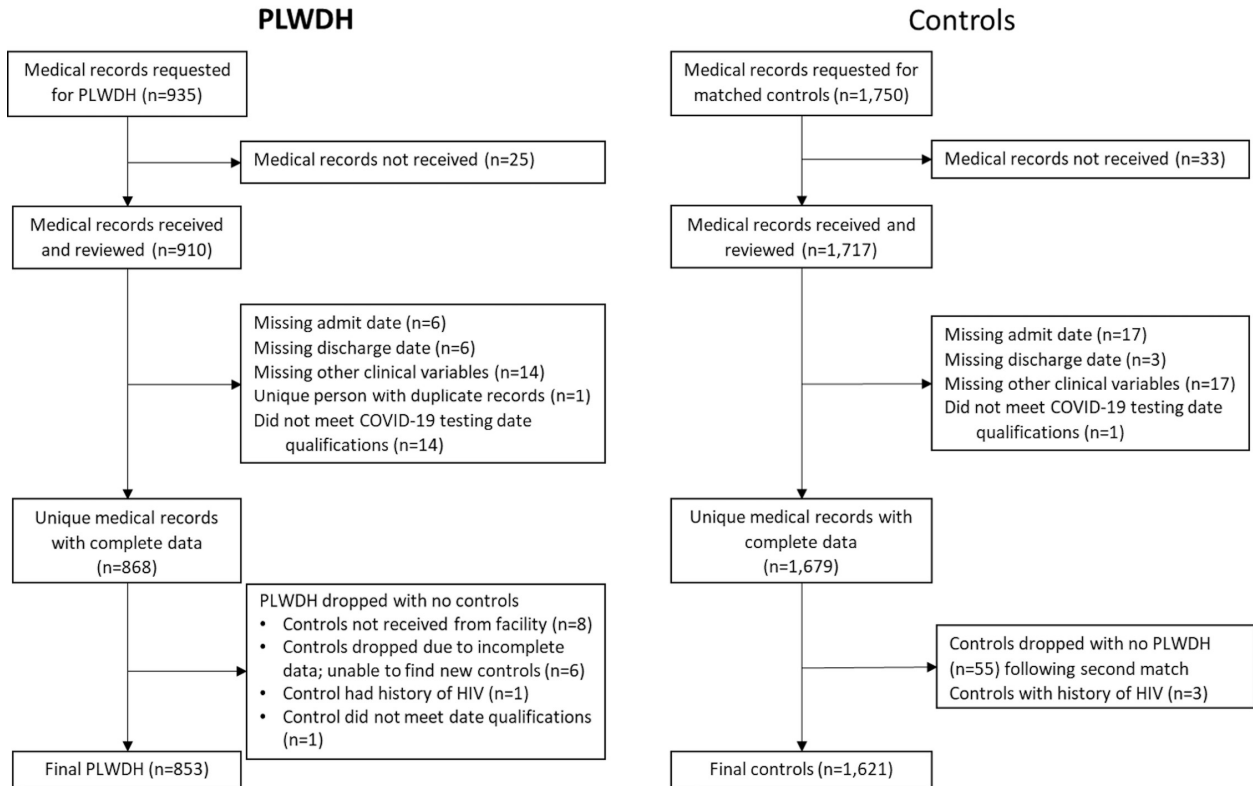 PLWDH
Medical records requested
for PLWDH (n=935)
Medical records not received (n=25)
Medical records received
and reviewed (n=910)
Missing admit date (n=6)
Missing discharge date (n=6)
Missing other clinical variables (n=14)
Unique person with duplicate records (n=1)
Did not meet COVID-19 testing date
qualifications (n=14)
Unique medical records
with complete data
(n=868)
PLWDH dropped with no controls
• Controls not received from facility (n=8)
• Controls dropped due to incomplete
data; unable to find new controls (n=6)
• Control had history of HIV (n=1)
• Control did not meet date qualifications
(n=1)
Final PLWDH (n=853)
Controls
Medical records requested for
matched controls (n=1,750)
Medical records not received (n=33)
Medical records received and
reviewed (n=1,717)
Missing admit date (n=17)
Missing discharge date (n=3)
Missing other clinical variables (n=17)
Did not meet COVID-19 testing date
qualifications (n=1)
Unique medical records with
complete data
(n=1,679)
Controls dropped with no PLWDH
(n=55) following second match
Controls with history of HIV (n=3)
Final controls (n=1,621)